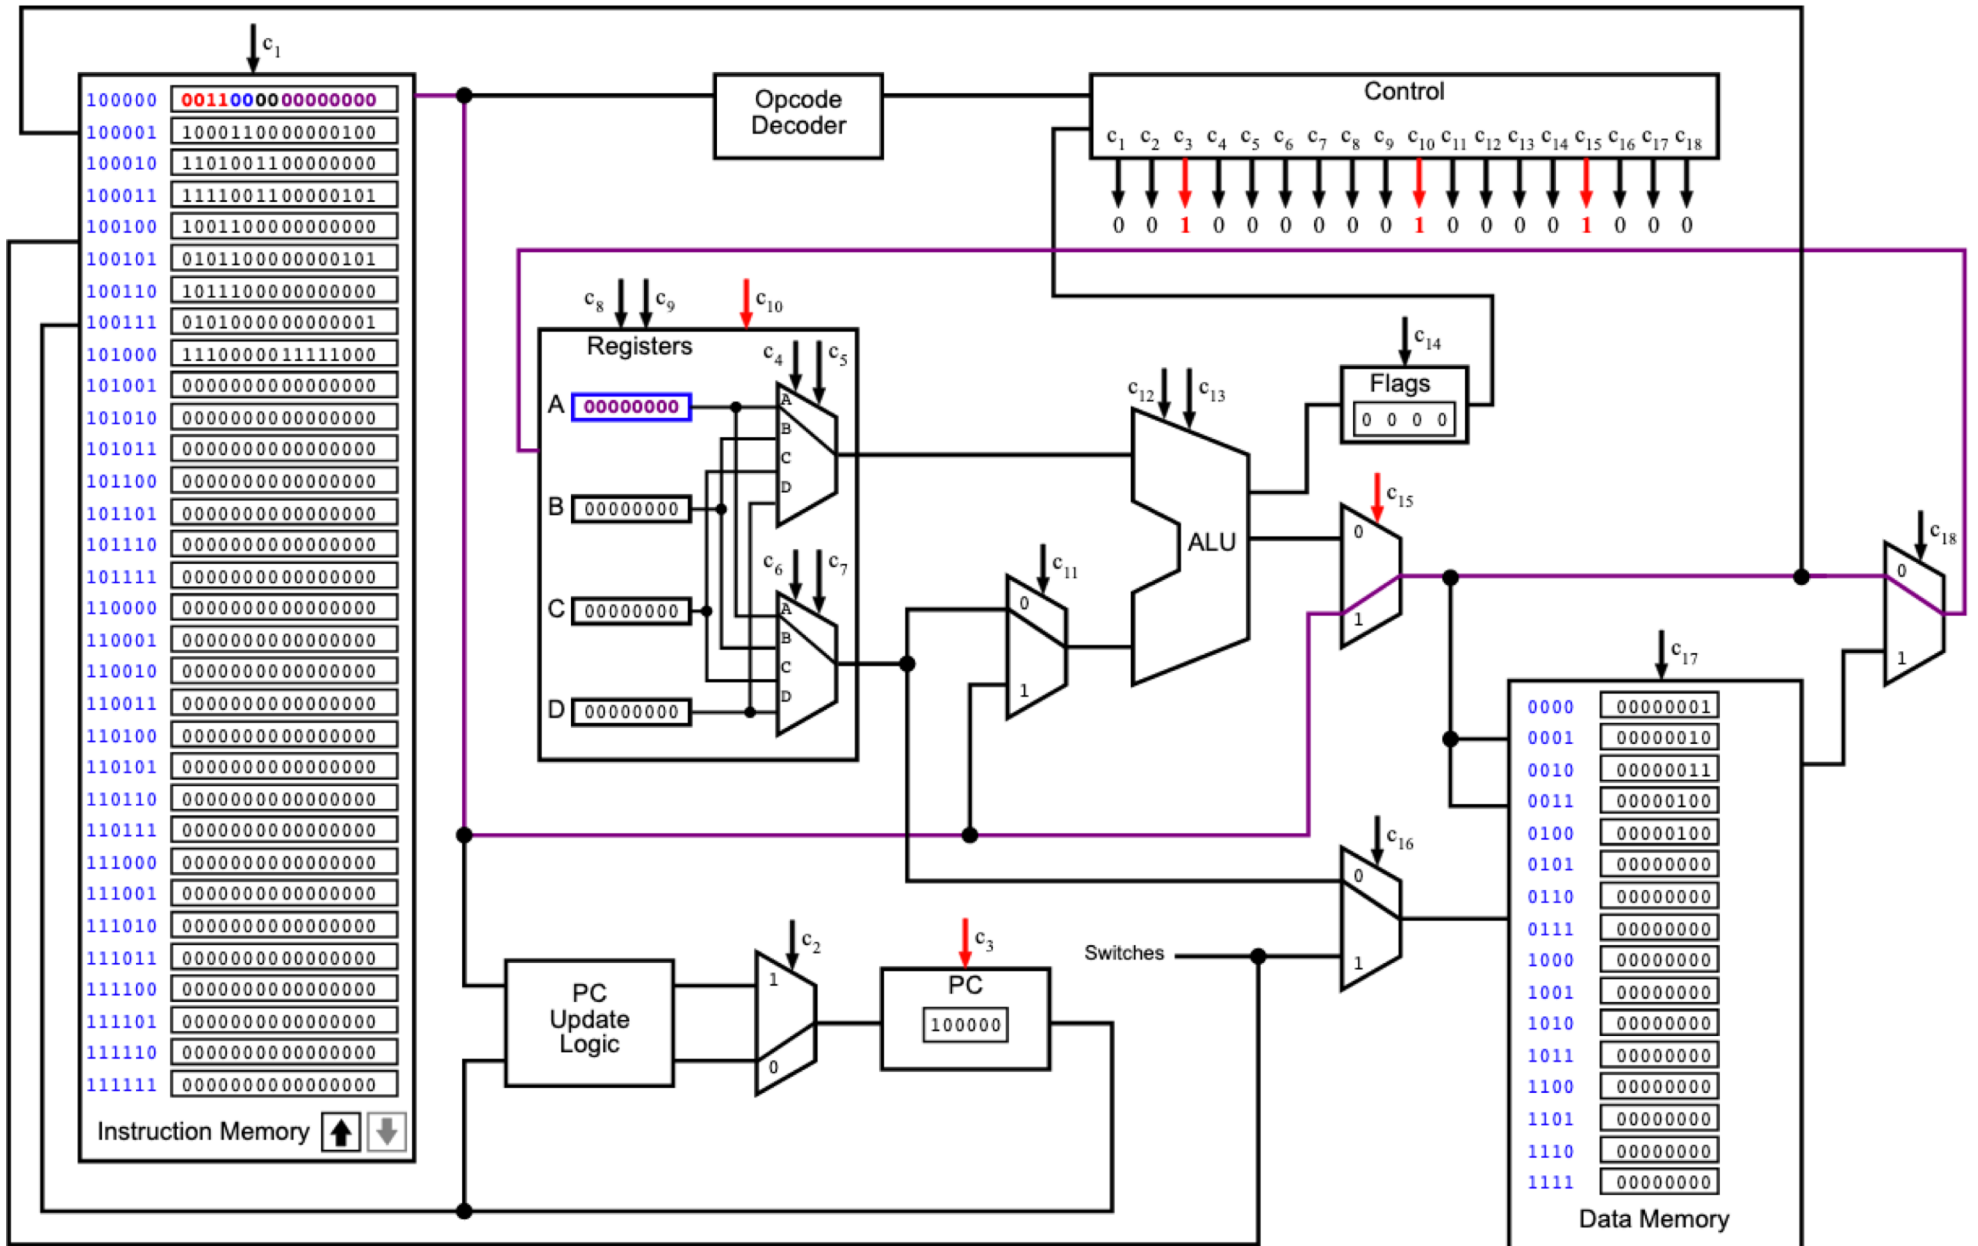 c1
100000 0011000000000000
100001 1000110000000100
100010 1101001100000000
100011 1111001100000101
100100 1001100000000000
100101 0101100000000101
100110 1011100000000000
100111 0101000000000001
101000 1110000011111000
101001 0000000000000000
101010 0000000000000000
101011 0000000000000000
101100 0000000000000000
101101 0000000000000000
101110 0000000000000000
101111 0000000000000000
110000 0000000000000000
110001 0000000000000000
110010 0000000000000000
110011 0000000000000000
110100 0000000000000000
110101 0000000000000000
110110 0000000000000000
110111 0000000000000000
111000 0000000000000000
111001 0000000000000000
111010 0000000000000000
111011 0000000000000000
111100 0000000000000000
111101 0000000000000000
111110 0000000000000000
111111 0000000000000000
Instruction Memory
Opcode
Decoder
Control
c1 c2 c3 c4 c5 c6 c7 c8 c9 c10 c11 c12 c13 c14 c15 c16 c17 c18
0 0 1 0 0 0 0 0 0 1 0 0 0 0 1 0 0 0
c8 c9 c10
Registers
c4 c5
A 00000000
B 00000000
C 00000000
D 00000000
A
B
C
D
c6 c7
A
B
C
D
c11
0
1
c12 c13
ALU
c14
Flags
0 0 0 0
c15
0
1
c18
0
1
c16
0
1
Switches
PC
Update
Logic
c2
1
0
c3
PC
100000
c17
0000 00000001
0001 00000010
0010 00000011
0011 00000100
0100 00000100
0101 00000000
0110 00000000
0111 00000000
1000 00000000
1001 00000000
1010 00000000
1011 00000000
1100 00000000
1101 00000000
1110 00000000
1111 00000000
Data Memory